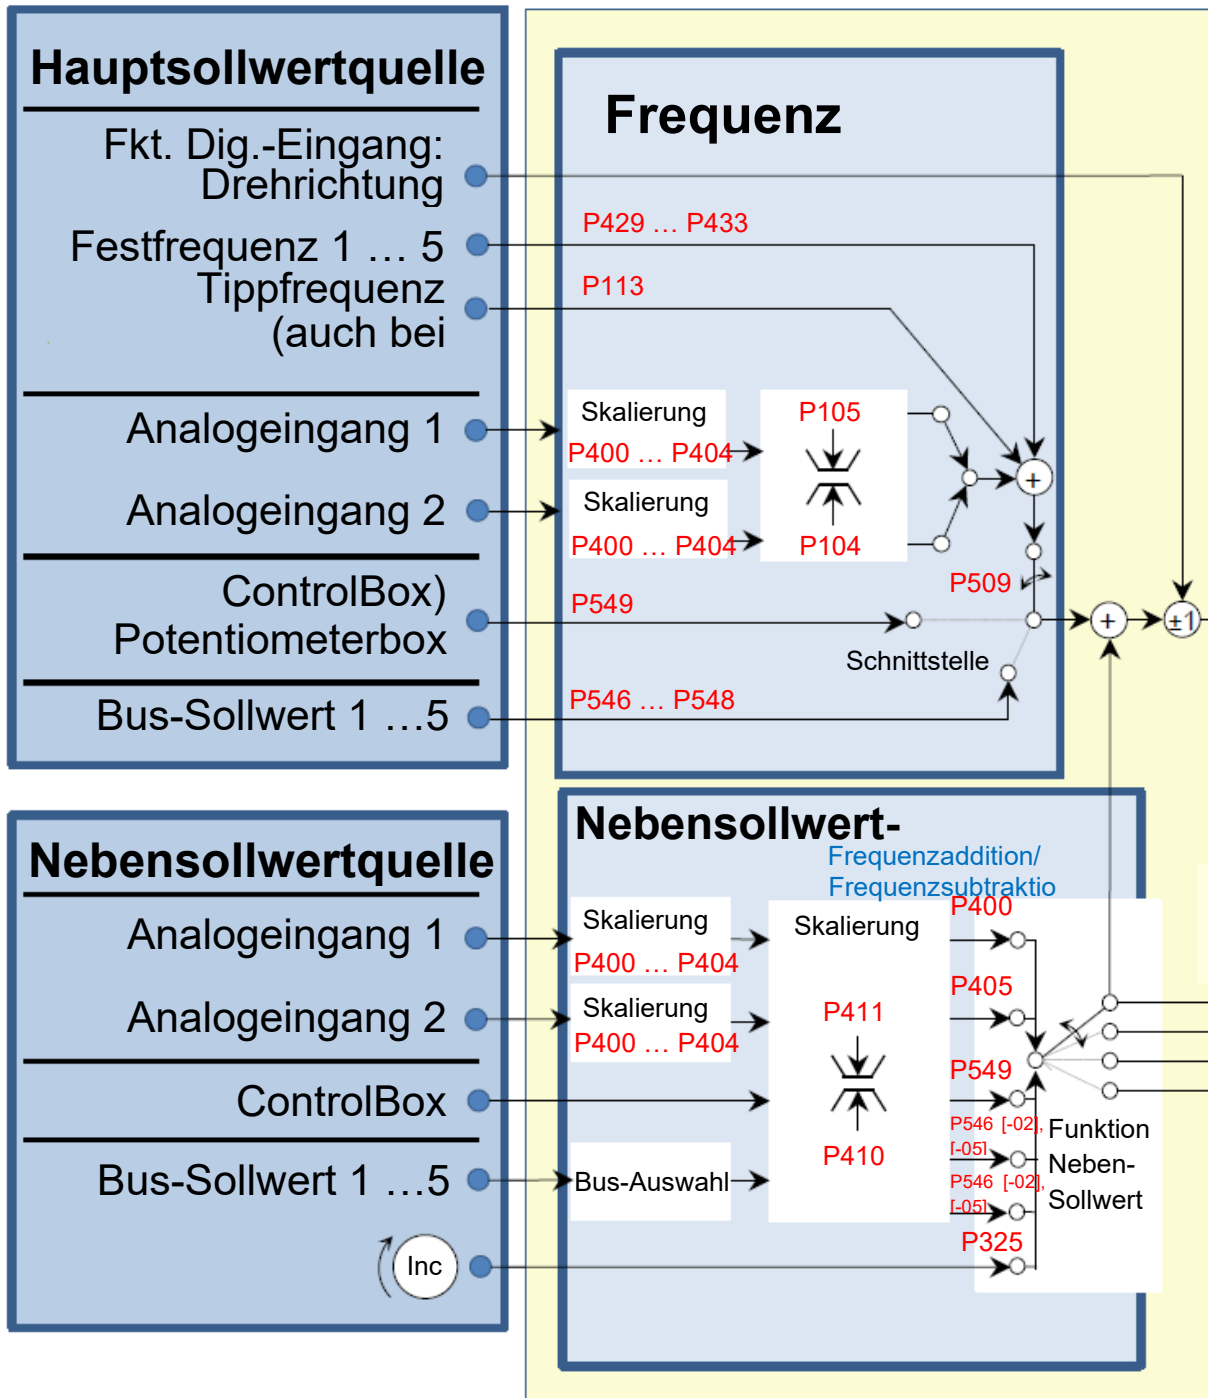 Hauptsollwertquelle
Fkt. Dig.-Eingang:
Drehrichtung
Festfrequenz 1 … 5
Tippfrequenz
(auch bei
Analogeingang 1
Analogeingang 2
ControlBox)
Potentiometerbox
Bus-Sollwert 1 …5
Frequenz
P429 … P433
P113
Skalierung
P400 … P404
Skalierung
P400 … P404
P105
P104
+
P509
P549
Schnittstelle
P546 … P548
+
±1
Nebensollwertquelle
Analogeingang 1
Analogeingang 2
ControlBox
Bus-Sollwert 1 …5
Inc
Nebensollwert-
Frequenzaddition/
Frequenzsubtraktio
Skalierung
P400 … P404
Skalierung
P400 … P404
Bus-Auswahl
Skalierung
P411
P410
P400
P405
P549
P546 [-02],
[-05]
P546 [-02],
[-05]
P325
Funktion
Neben-
Sollwert